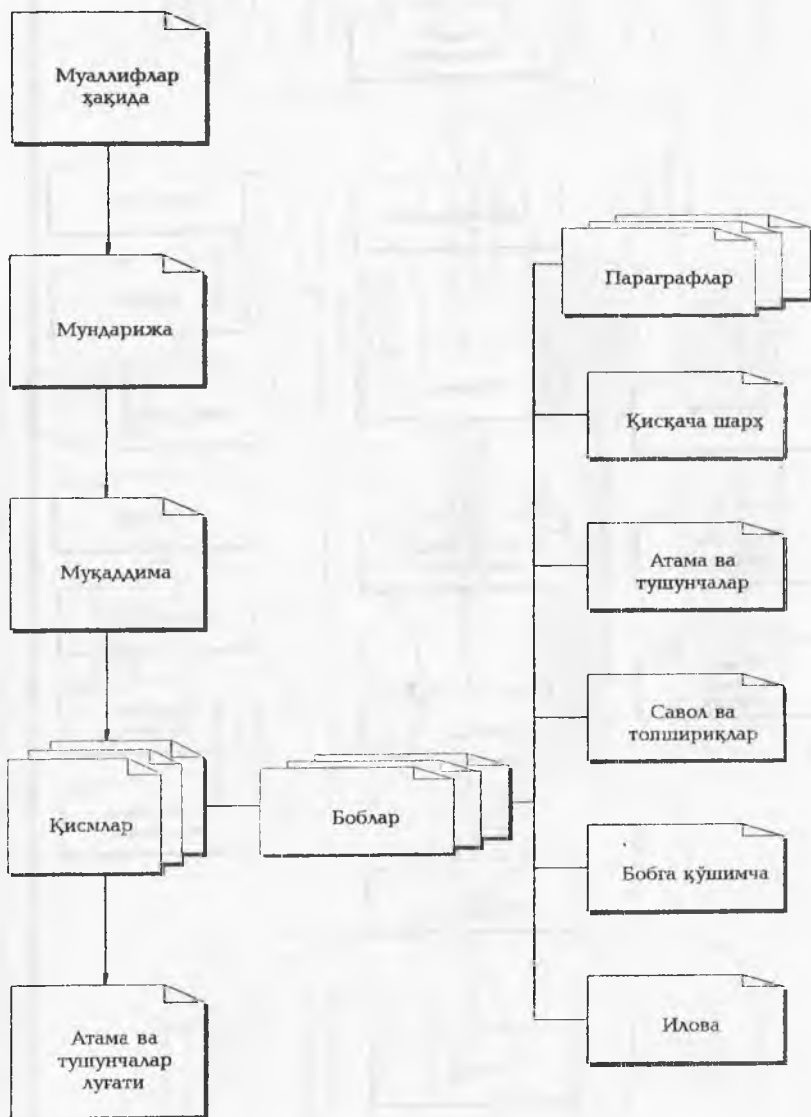 Муаллифлар
ҳақида
Мундарижа
Муқаддима
Қисмлар
Атама ва
тушунчалар
луғати
Боблар
Параграфлар
Қисқача шарҳ
Атама ва
тушунчалар
Савол ва
топшириқлар
Бобга қўшимча
Илова